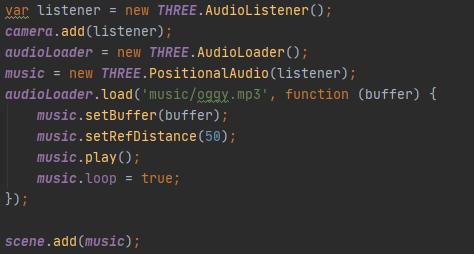 var listener = new THREE.AudioListener();
camera.add(listener);
audioLoader = new THREE.AudioLoader();
music = new THREE.PositionalAudio(listener);
audioLoader.load('music/oggy.mp3', function (buffer) {
    music.setBuffer(buffer);
    music.setRefDistance(50);
    music.play();
    music.loop = true;
});

scene.add(music);